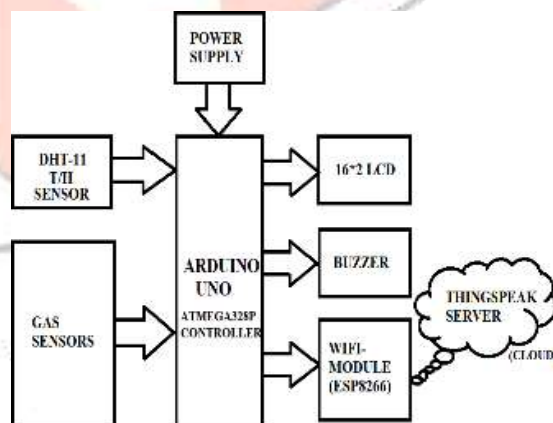 POWER
SUPPLY
DHT-11
T/H
SENSOR
16*2 LCD
ARDUINO
UNO
ATMEGA328P
CONTROLLER
BUZZER
GAS
SENSORS
WIFI-
MODULE
(ESP8266)
THINGSPEAK
SERVER
(CLOUD